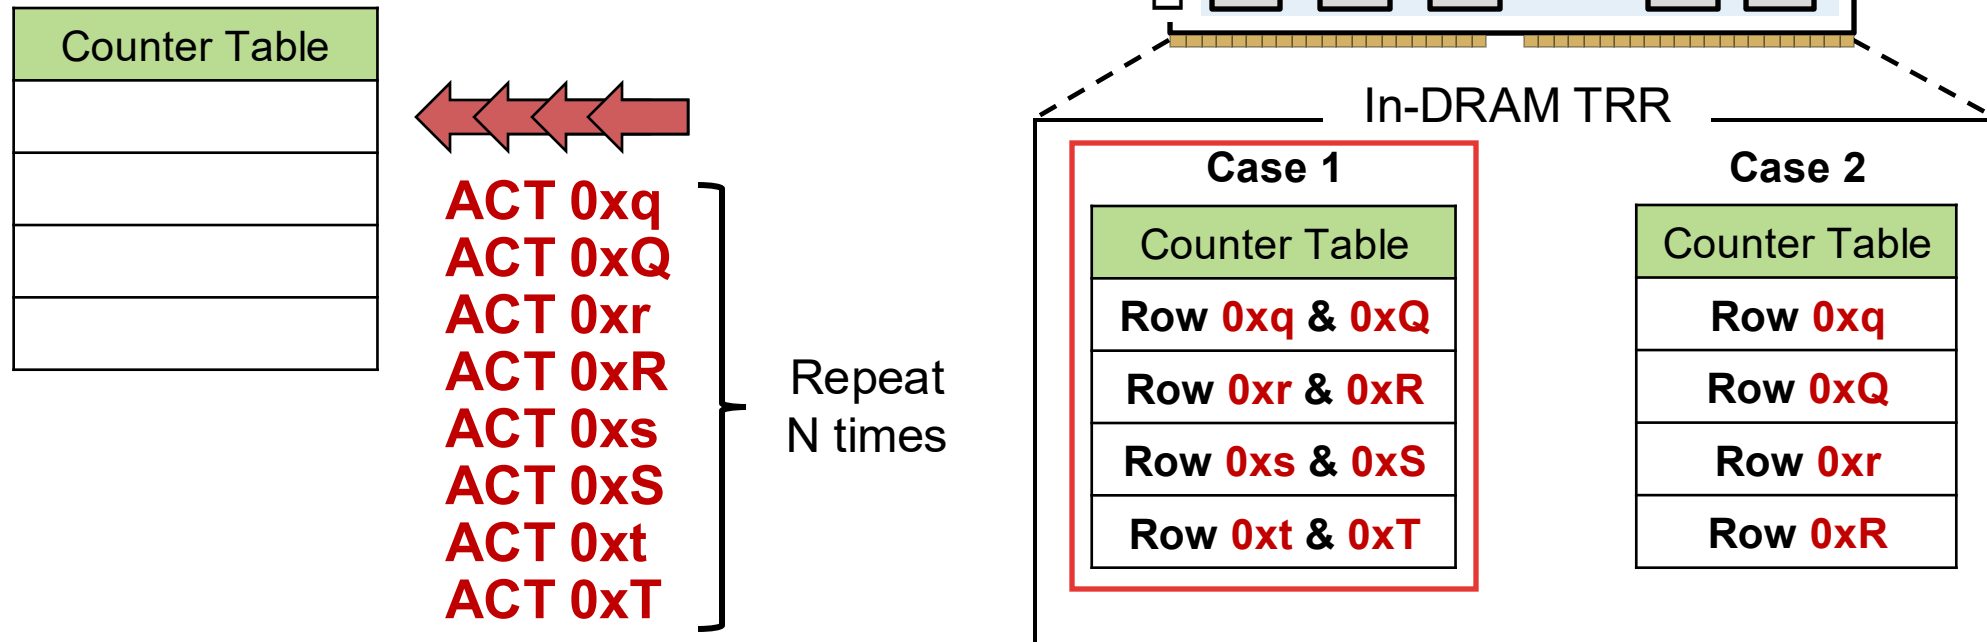 Counter Table
ACT 0xq
ACT 0xQ
ACT 0xr
ACT 0xR
ACT 0xs
ACT 0xS
ACT 0xt
ACT 0xT
Repeat
N times
In-DRAM TRR
Case 1
Counter Table
Row 0xq & 0xQ
Row 0xr & 0xR
Row 0xs & 0xS
Row 0xt & 0xT
Case 2
Counter Table
Row 0xq
Row 0xQ
Row 0xr
Row 0xR